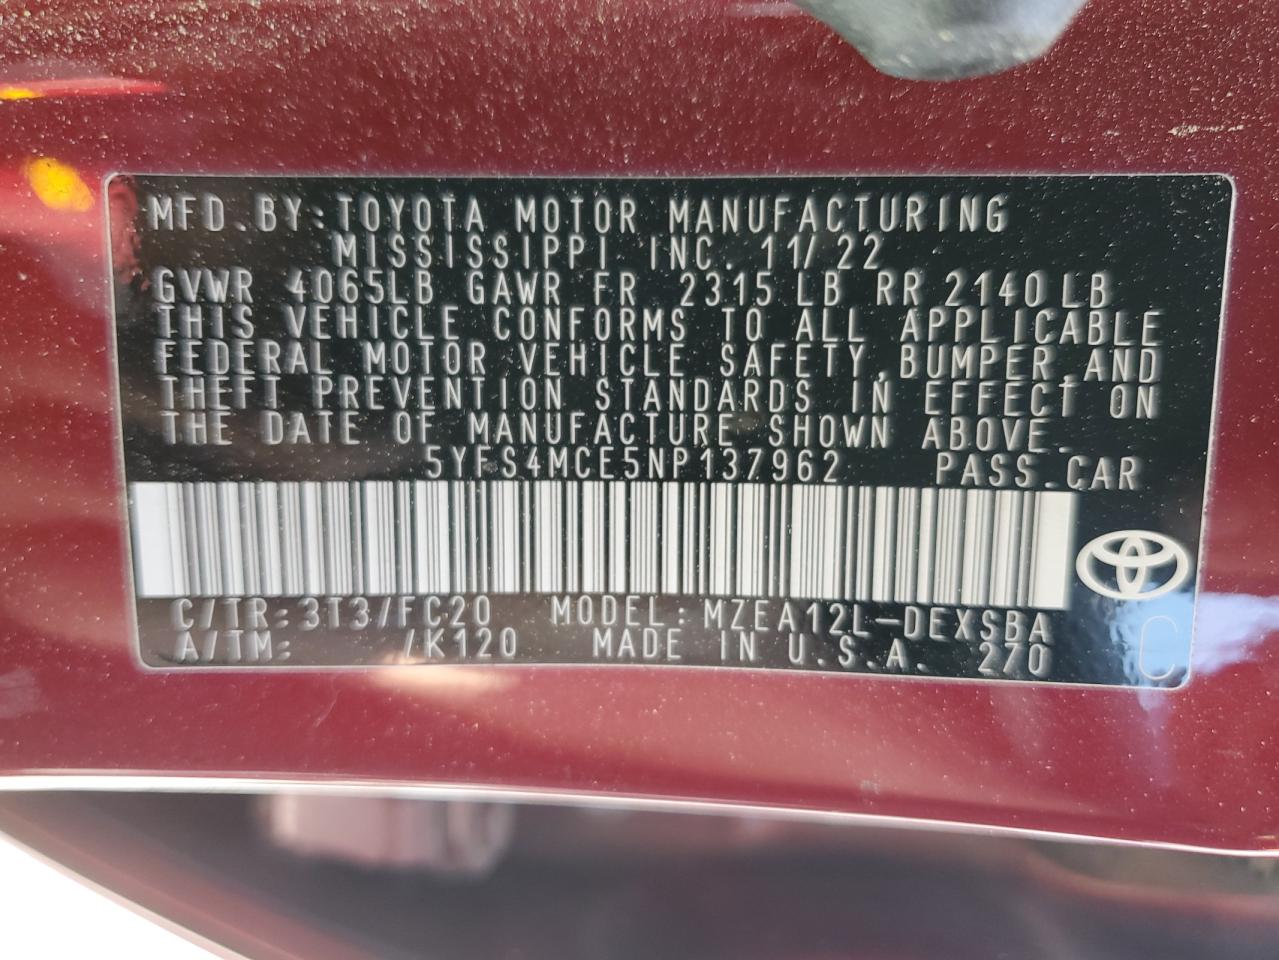 MFD.BY:TOYOTA MOTOR MANUFACTURING
MISSISSIPPI INC. 11/22
GVWR 4065LB GAWR FR 2315 LB RR 2140LB
THIS VEHICLE CONFORMS TO ALL APPLICABLE
FEDERAL MOTOR VEHICLE SAFETY,BUMPER,AND
THEFT PREVENTION STANDARDS IN EFFECT ON
THE DATE OF MANUFACTURE SHOWN ABOVE.
5YFS4MCE5NP137962 PASS.CAR
C/TR:3T3/FC20 MODEL:MZEA12L-DEXSBA
A/TM: /K120 MADE IN U.S.A. 270
C